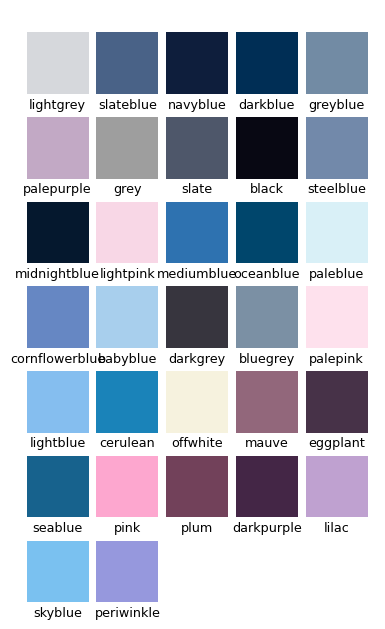 lightgrey slateblue navyblue darkblue greyblue
palepurple grey slate black steelblue
midnightblue lightpink mediumblue oceanblue paleblue
cornflowerblue babyblue darkgrey bluegrey palepink
lightblue cerulean offwhite mauve eggplant
seablue pink plum darkpurple lilac
skyblue periwinkle